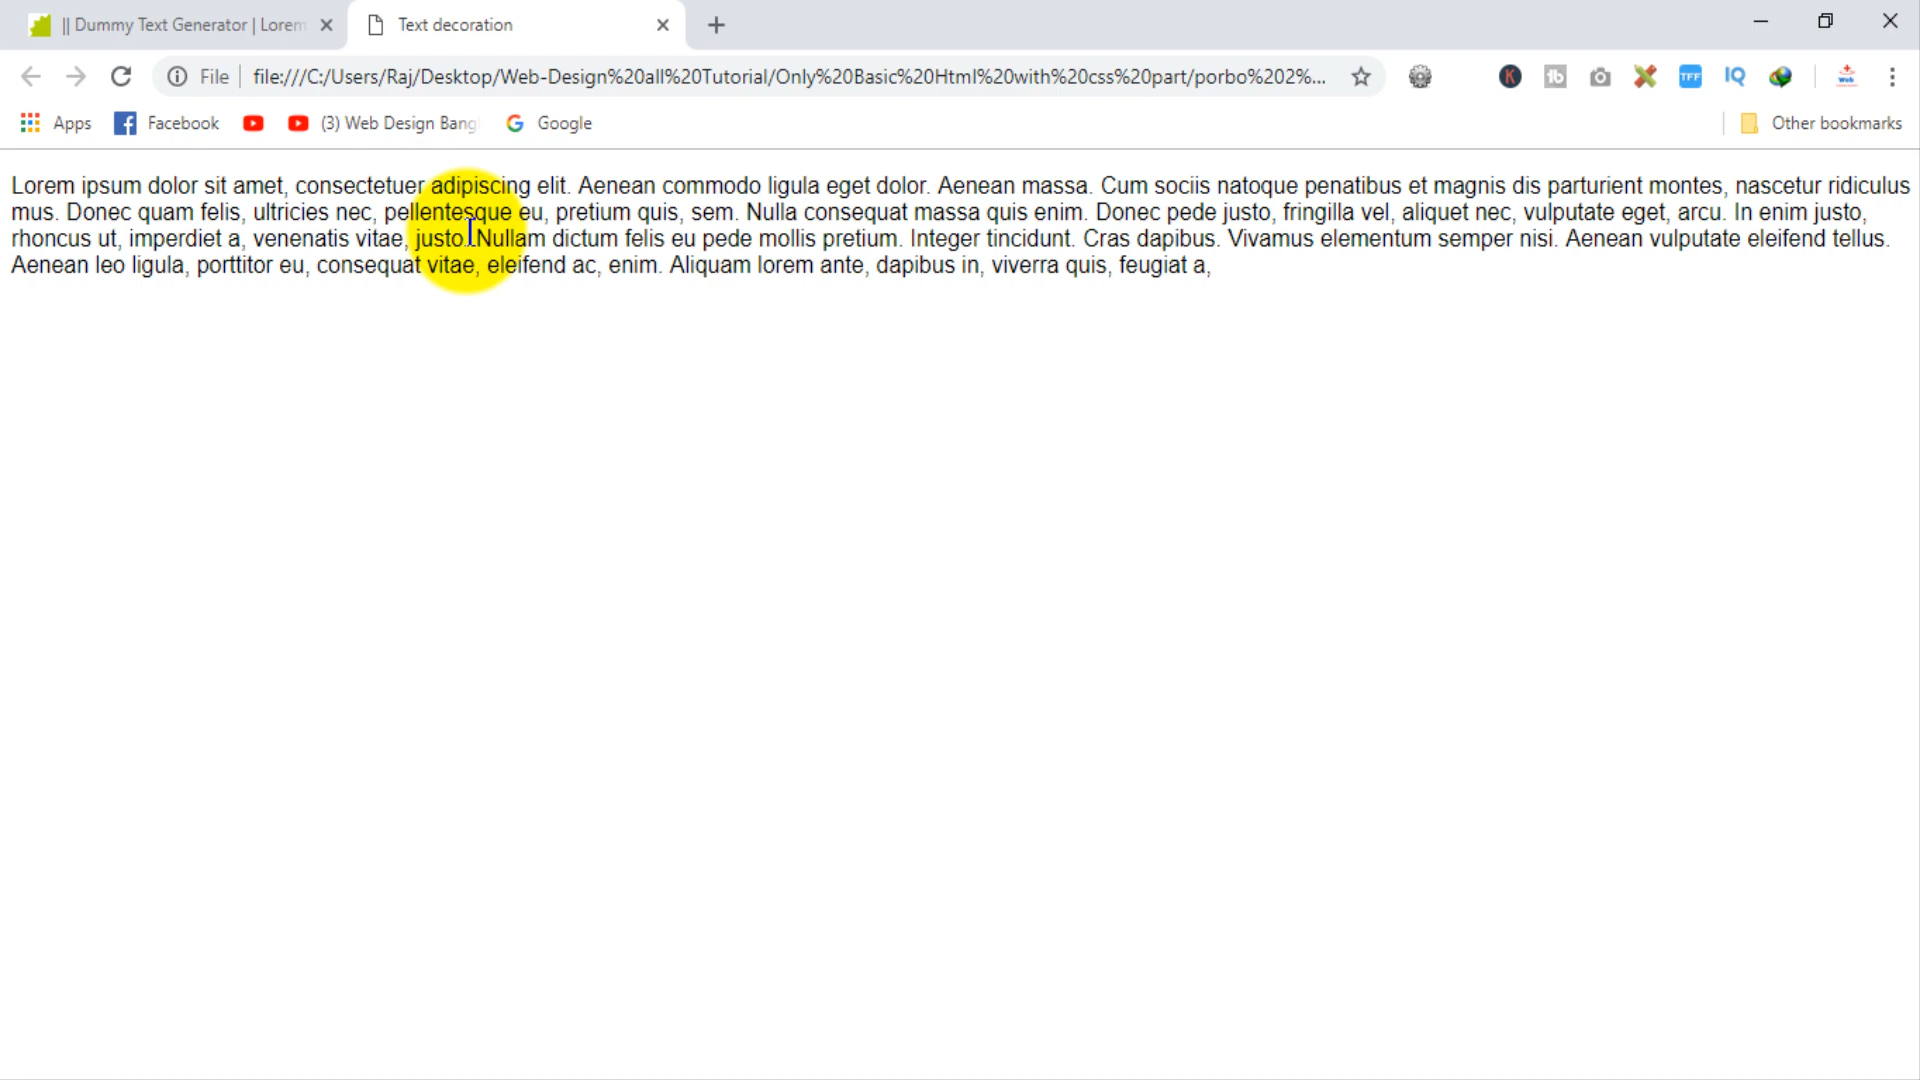 || Dummy Text Generator | Lorem
Text decoration
File
file:///C:/Users/Raj/Desktop/Web-Design%20all%20Tutorial/Only%20Basic%20Html%20with%20css%20part/porbo%202%...
K
tb
TFF
IQ
Web
Apps
Facebook
(3) Web Design Bang
Google
Other bookmarks
Lorem ipsum dolor sit amet, consectetuer adipiscing elit. Aenean commodo ligula eget dolor. Aenean massa. Cum sociis natoque penatibus et magnis dis parturient montes, nascetur ridiculus
mus. Donec quam felis, ultricies nec, pellentesque eu, pretium quis, sem. Nulla consequat massa quis enim. Donec pede justo, fringilla vel, aliquet nec, vulputate eget, arcu. In enim justo,
rhoncus ut, imperdiet a, venenatis vitae, justo. Nullam dictum felis eu pede mollis pretium. Integer tincidunt. Cras dapibus. Vivamus elementum semper nisi. Aenean vulputate eleifend tellus.
Aenean leo ligula, porttitor eu, consequat vitae, eleifend ac, enim. Aliquam lorem ante, dapibus in, viverra quis, feugiat a,